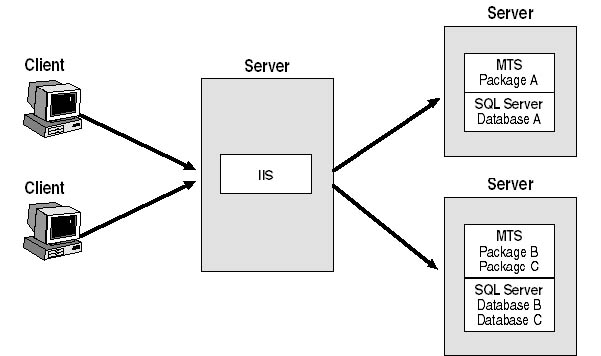 Client
Client
Server
IIS
Server
MTS
Package A
SQL Server
Database A
Server
MTS
Package B
Package C
SQL Server
Database B
Database C